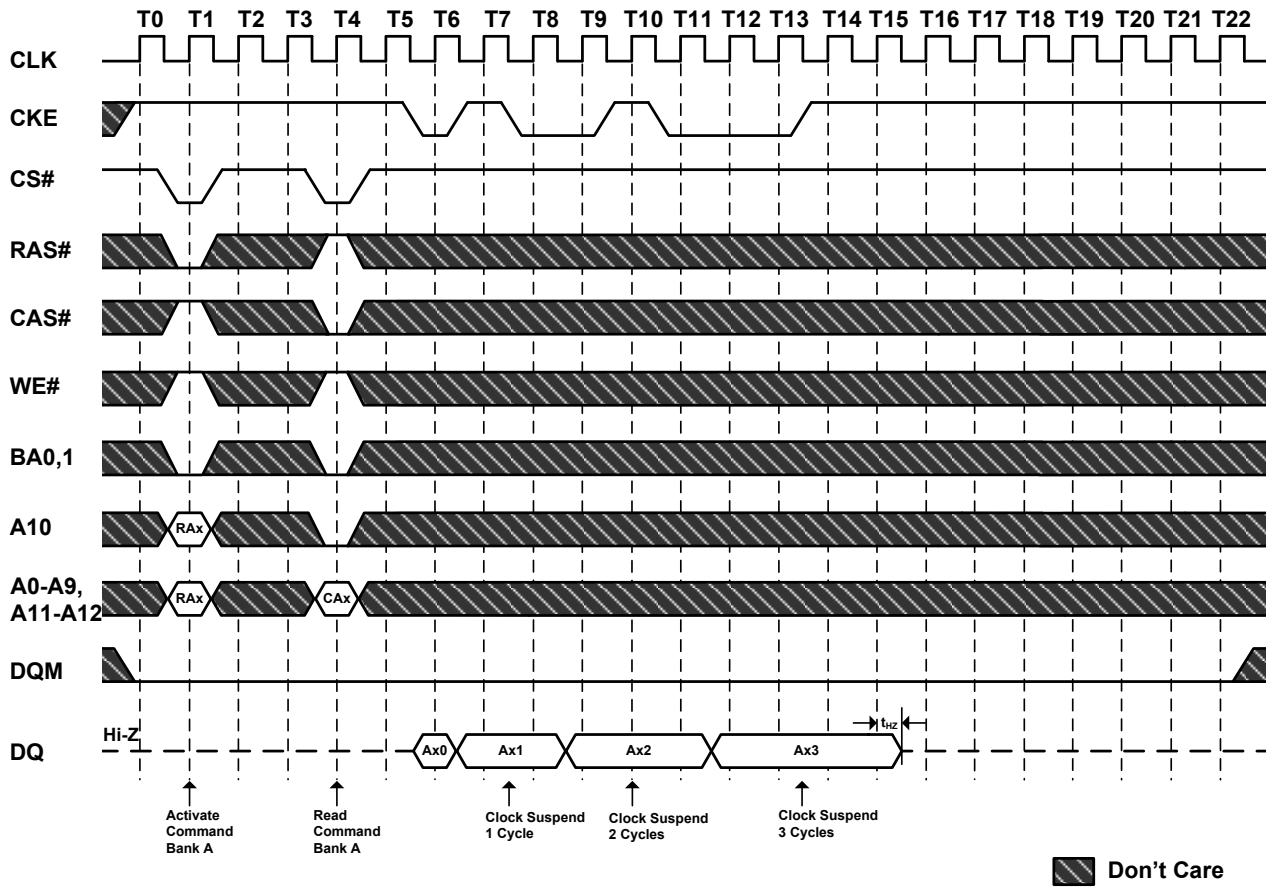 T0 T1 T2 T3 T4 T5 T6 T7 T8 T9 T10 T11 T12 T13 T14 T15 T16 T17 T18 T19 T20 T21 T22
CLK
CKE
CS#
RAS#
CAS#
WE#
BA0,1
A10
RAx
A0-A9,
A11-A12
RAx CAx
DQM
tHZ
Hi-Z
DQ
Ax0 Ax1 Ax2 Ax3
Activate
Command
Bank A
Read
Command
Bank A
Clock Suspend
1 Cycle
Clock Suspend
2 Cycles
Clock Suspend
3 Cycles
Don't Care